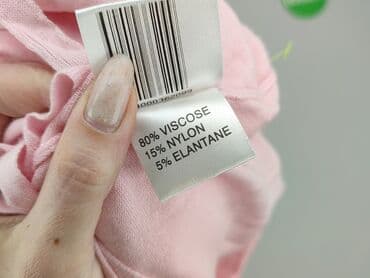 80% VISCOSE
15% NYLON
5% ELANTANE